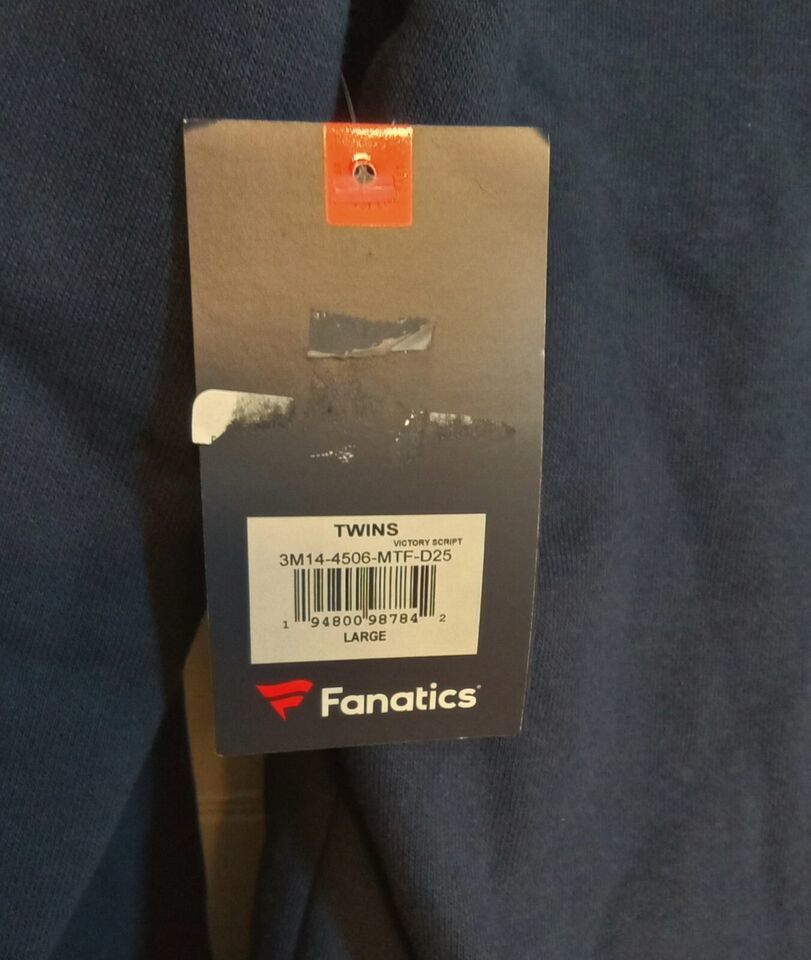 TWINS
VICTORY SCRIPT
3M14-4506-MTF-D25
1 94800 98784 2
LARGE
Fanatics